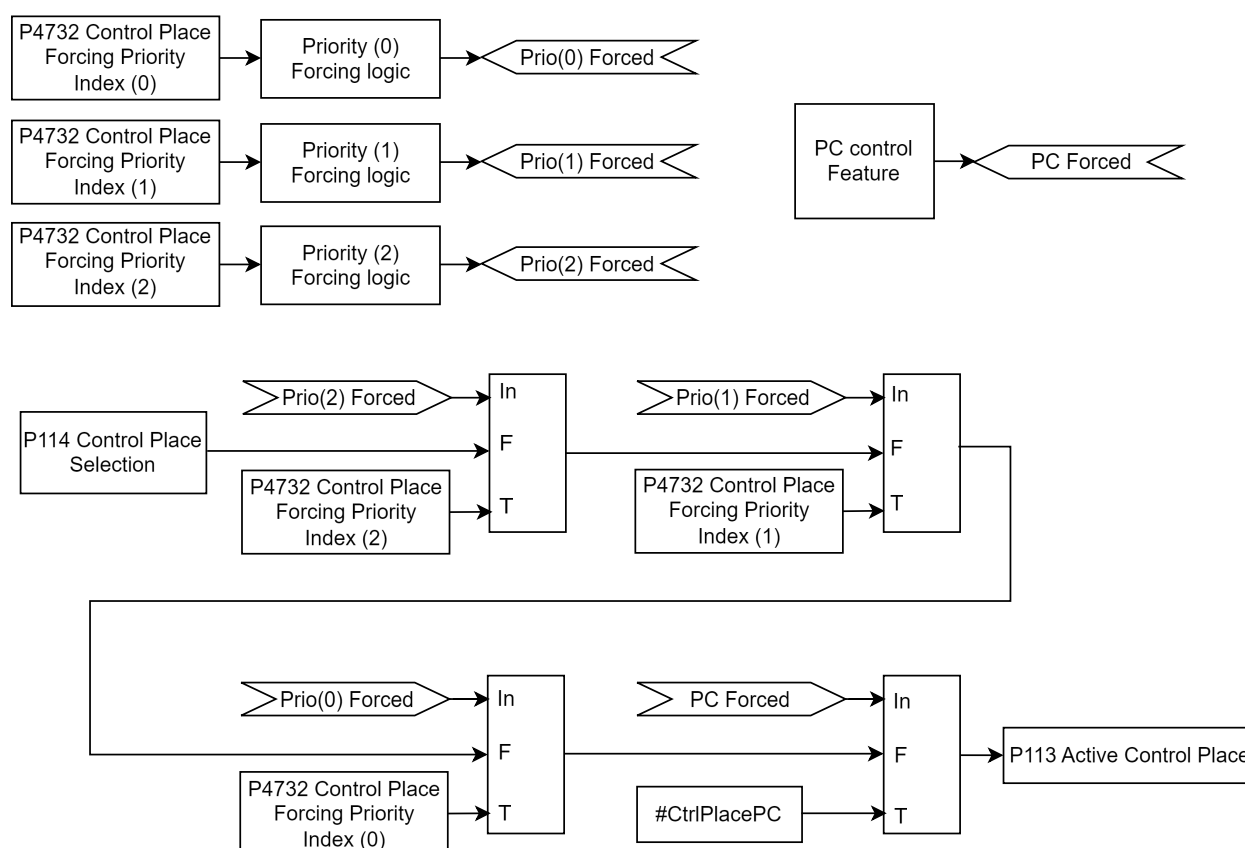 P4732 Control Place
Forcing Priority
Index (0)
Priority (0)
Forcing logic
Prio(0) Forced
P4732 Control Place
Forcing Priority
Index (1)
Priority (1)
Forcing logic
Prio(1) Forced
PC control
Feature
PC Forced
P4732 Control Place
Forcing Priority
Index (2)
Priority (2)
Forcing logic
Prio(2) Forced
Prio(2) Forced
In
F
T
Prio(1) Forced
In
F
T
P114 Control Place
Selection
P4732 Control Place
Forcing Priority
Index (2)
P4732 Control Place
Forcing Priority
Index (1)
Prio(0) Forced
In
F
T
PC Forced
In
F
T
P113 Active Control Place
P4732 Control Place
Forcing Priority
Index (0)
#CtrlPlacePC